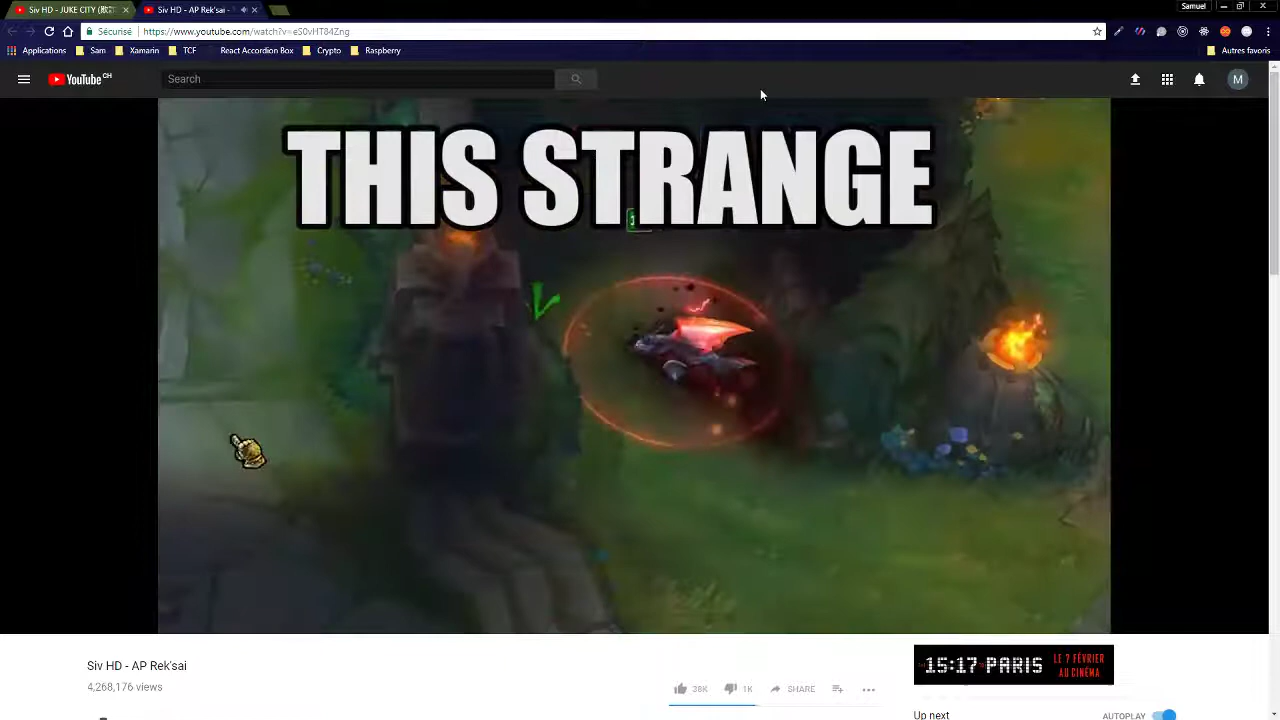 Siv HD - JUKE CITY (REK
Siv HD - AP Rek'sai -
Samuel
Sécurisé
https://www.youtube.com/watch?v=eS0vHT84Zng
Applications Sam Xamarin TCF React Accordion Box Crypto Raspberry Autres favoris
YouTube CH
Search
M
THIS STRANGE
Siv HD - AP Rek'sai
4,268,176 views
38K 1K SHARE
15:17 PARIS
LE 7 FÉVRIER
AU CINÉMA
Up next
AUTOPLAY